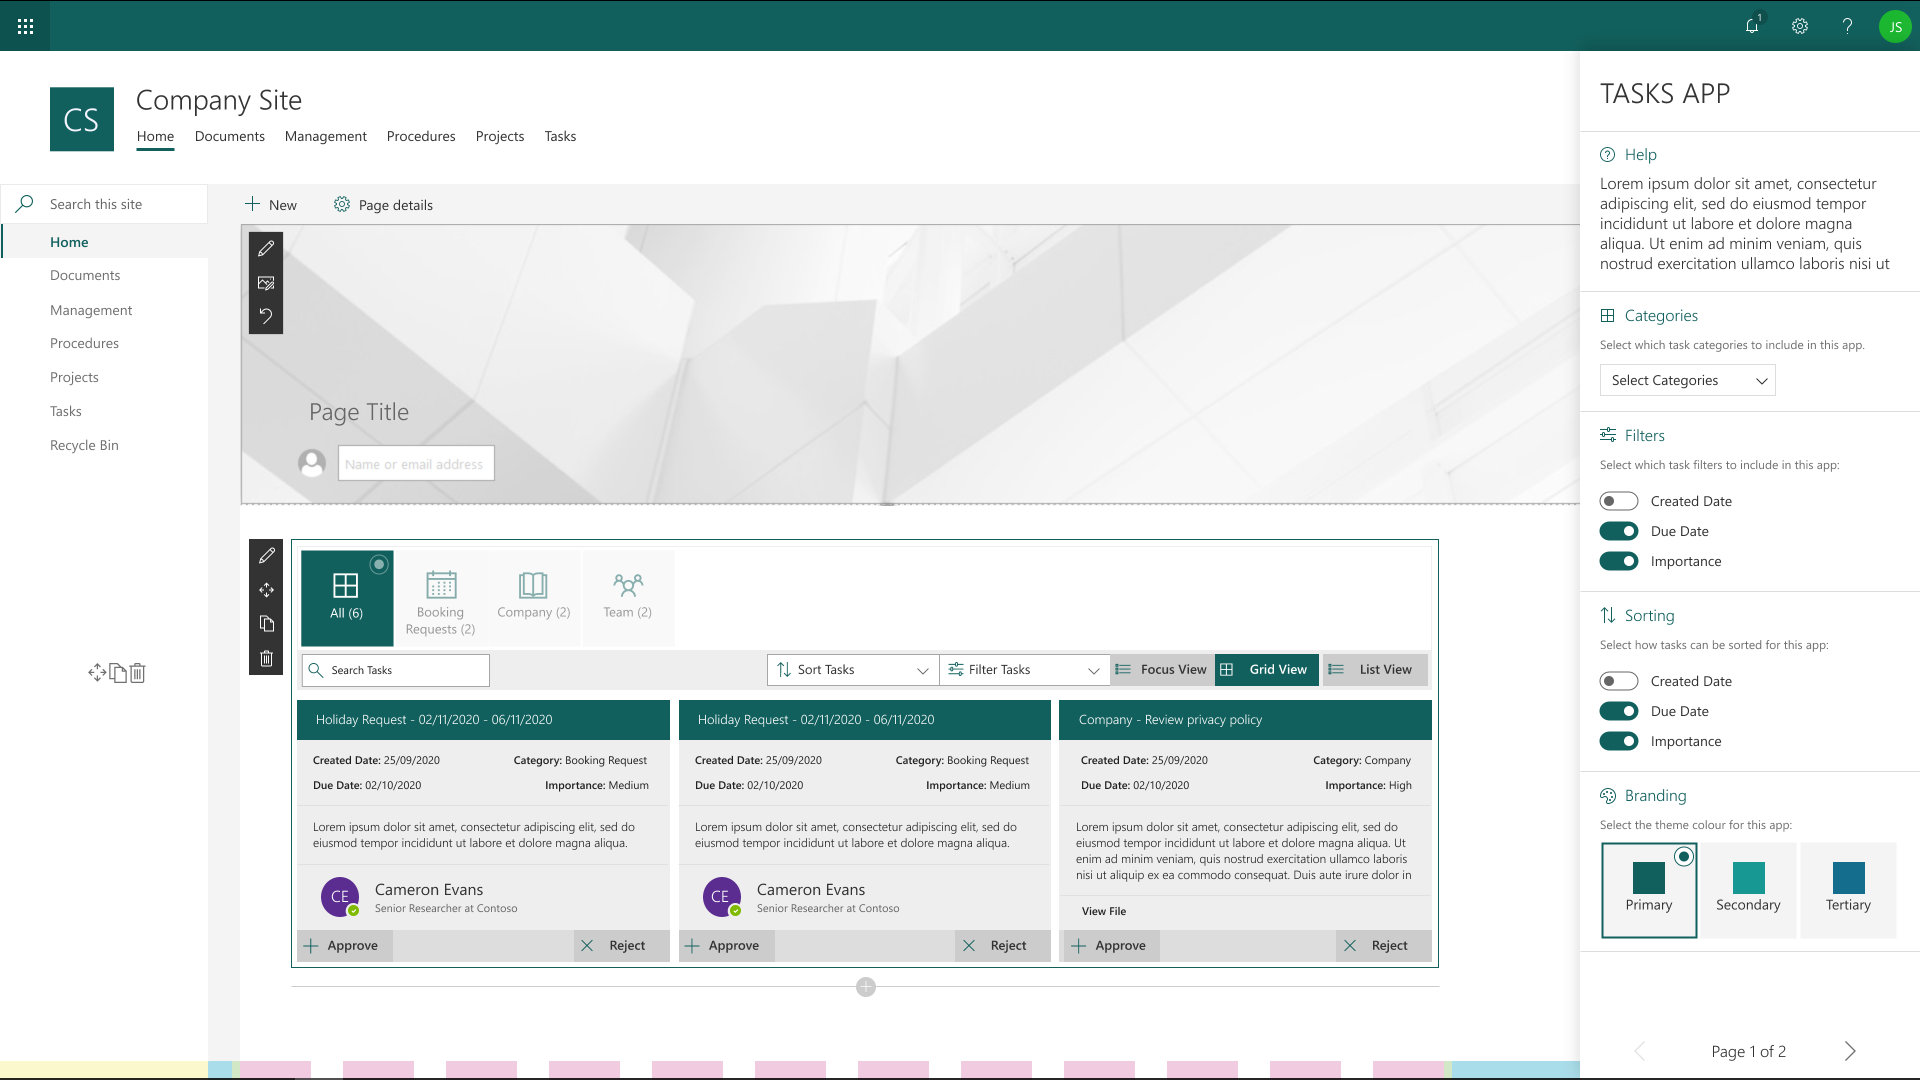 1
JS
CS
Company Site
Home Documents Management Procedures Projects Tasks
Search this site
Home
Documents
Management
Procedures
Projects
Tasks
Recycle Bin
New
Page details
Page Title
Name or email address
All (6)
Booking
Requests (2)
Company (2)
Team (2)
Search Tasks
Sort Tasks
Filter Tasks
Focus View
Grid View
List View
Holiday Request - 02/11/2020 - 06/11/2020
Created Date: 25/09/2020
Category: Booking Request
Due Date: 02/10/2020
Importance: Medium
Lorem ipsum dolor sit amet, consectetur adipiscing elit, sed do
eiusmod tempor incididunt ut labore et dolore magna aliqua.
CE
Cameron Evans
Senior Researcher at Contoso
Approve
Reject
Holiday Request - 02/11/2020 - 06/11/2020
Created Date: 25/09/2020
Category: Booking Request
Due Date: 02/10/2020
Importance: Medium
Lorem ipsum dolor sit amet, consectetur adipiscing elit, sed do
eiusmod tempor incididunt ut labore et dolore magna aliqua.
CE
Cameron Evans
Senior Researcher at Contoso
Approve
Reject
Company - Review privacy policy
Created Date: 25/09/2020
Category: Company
Due Date: 02/10/2020
Importance: High
Lorem ipsum dolor sit amet, consectetur adipiscing elit, sed do
eiusmod tempor incididunt ut labore et dolore magna aliqua. Ut
enim ad minim veniam, quis nostrud exercitation ullamco laboris
nisi ut aliquip ex ea commodo consequat. Duis aute irure dolor in
View File
Approve
Reject
TASKS APP
Help
Lorem ipsum dolor sit amet, consectetur
adipiscing elit, sed do eiusmod tempor
incididunt ut labore et dolore magna
aliqua. Ut enim ad minim veniam, quis
nostrud exercitation ullamco laboris nisi ut
Categories
Select which task categories to include in this app.
Select Categories
Filters
Select which task filters to include in this app:
Created Date
Due Date
Importance
Sorting
Select how tasks can be sorted for this app:
Created Date
Due Date
Importance
Branding
Select the theme colour for this app:
Primary
Secondary
Tertiary
Page 1 of 2